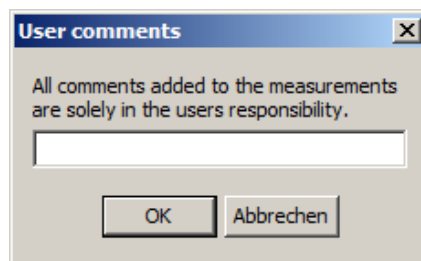 User comments
All comments added to the measurements
are solely in the users responsibility.
OK Abbrechen